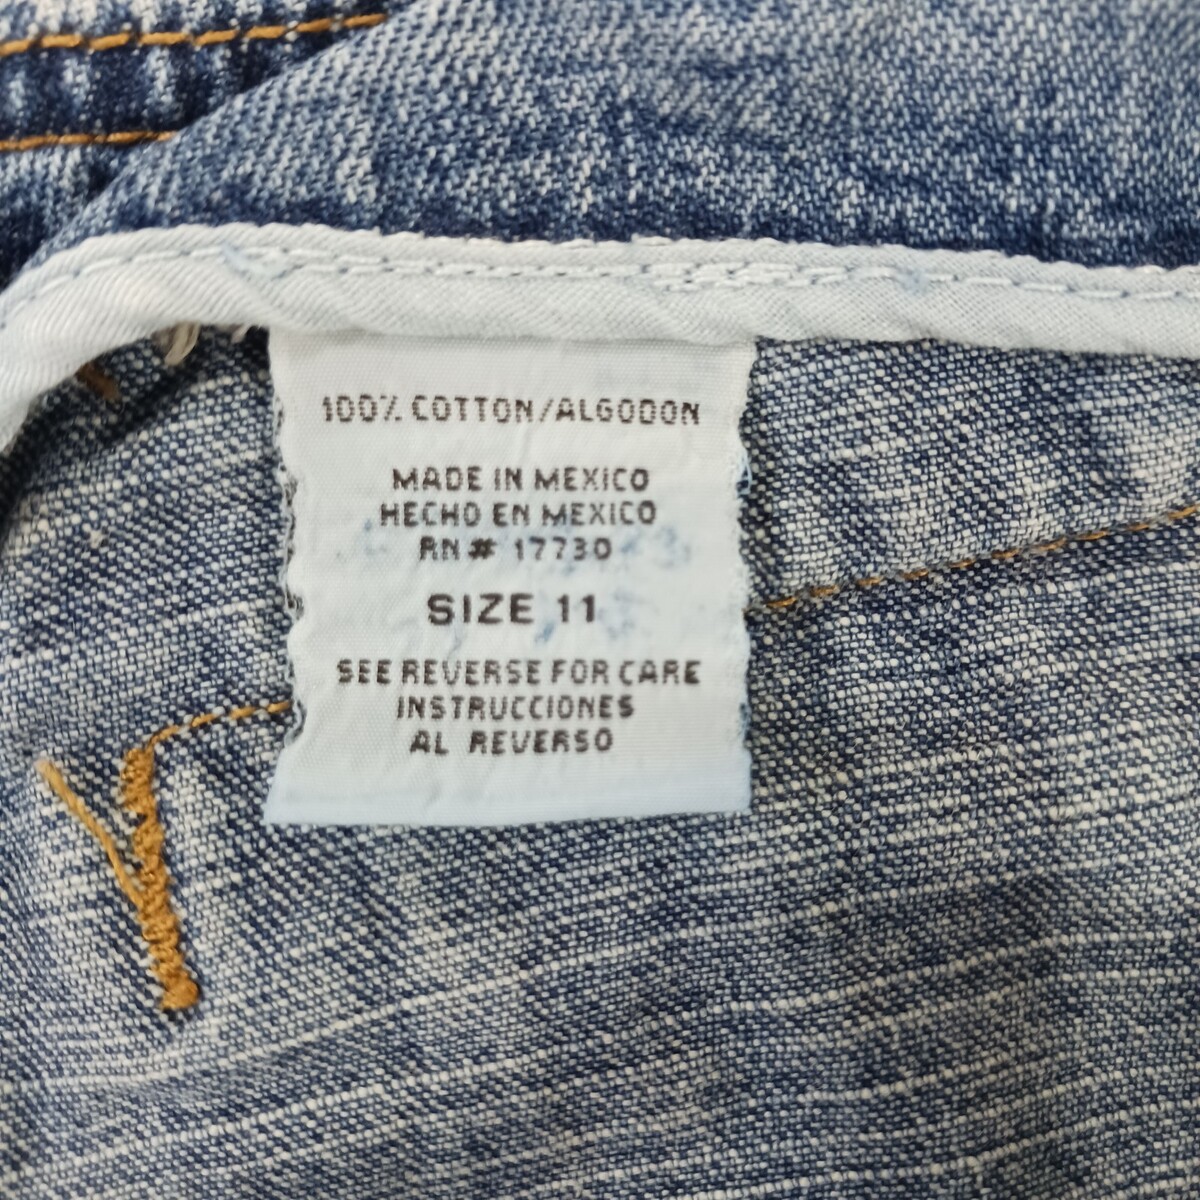 100% COTTON/ALGODON
MADE IN MEXICO
HECHO EN MEXICO
RN# 17730
SIZE 11
SEE REVERSE FOR CARE
INSTRUCCIONES
AL REVERSO